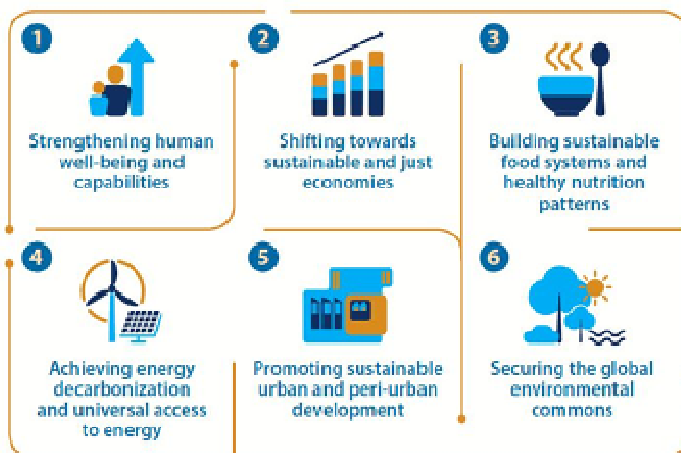 1
Strengthening human
well-being and
capabilities
2
Shifting towards
sustainable and just
economies
3
Building sustainable
food systems and
healthy nutrition
patterns
4
Achieving energy
decarbonization
and universal access
to energy
5
Promoting sustainable
urban and peri-urban
development
6
Securing the global
environmental
commons